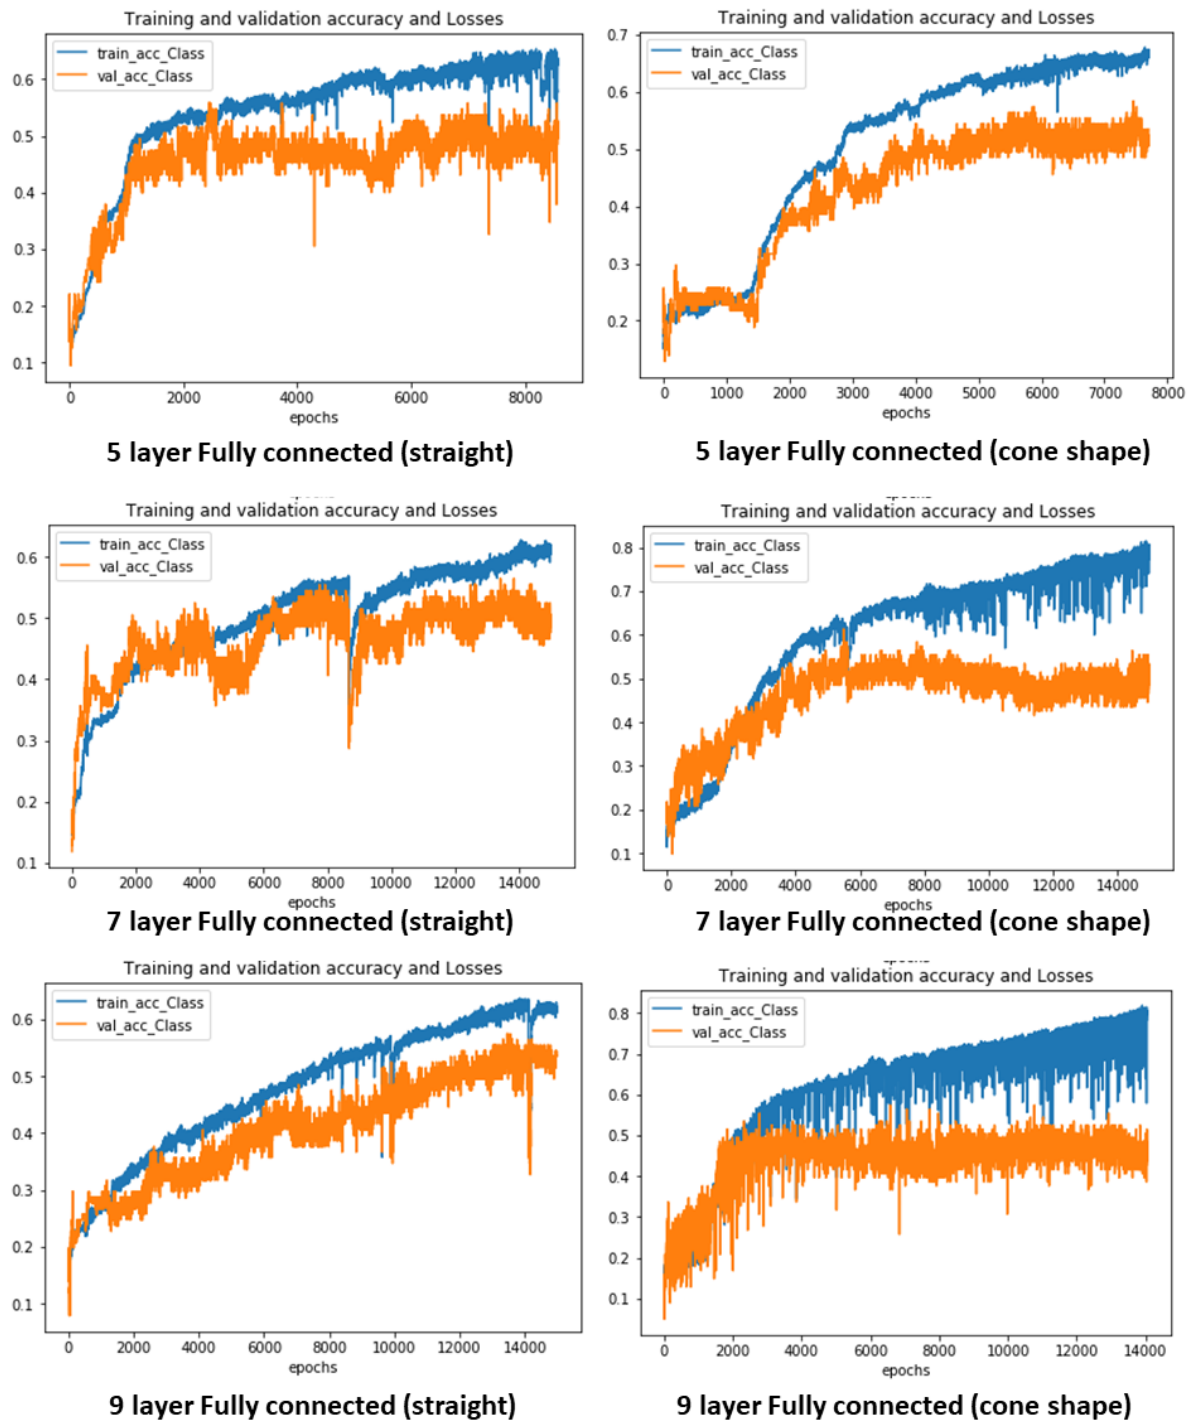 Training and validation accuracy and Losses
train_acc_Class
val_acc_Class
0.6
0.5
0.4
0.3
0.2
0.1
0 2000 4000 6000 8000
epochs
5 layer Fully connected (straight)
Training and validation accuracy and Losses
train_acc_Class
val_acc_Class
0.7
0.6
0.5
0.4
0.3
0.2
0 1000 2000 3000 4000 5000 6000 7000 8000
epochs
5 layer Fully connected (cone shape)
Training and validation accuracy and Losses
train_acc_Class
val_acc_Class
0.6
0.5
0.4
0.3
0.2
0.1
0 2000 4000 6000 8000 10000 12000 14000
epochs
7 layer Fully connected (straight)
Training and validation accuracy and Losses
train_acc_Class
val_acc_Class
0.8
0.7
0.6
0.5
0.4
0.3
0.2
0.1
0 2000 4000 6000 8000 10000 12000 14000
epochs
7 layer Fully connected (cone shape)
Training and validation accuracy and Losses
train_acc_Class
val_acc_Class
0.6
0.5
0.4
0.3
0.2
0.1
0 2000 4000 6000 8000 10000 12000 14000
epochs
9 layer Fully connected (straight)
Training and validation accuracy and Losses
train_acc_Class
val_acc_Class
0.8
0.7
0.6
0.5
0.4
0.3
0.2
0.1
0 2000 4000 6000 8000 10000 12000 14000
epochs
9 layer Fully connected (cone shape)